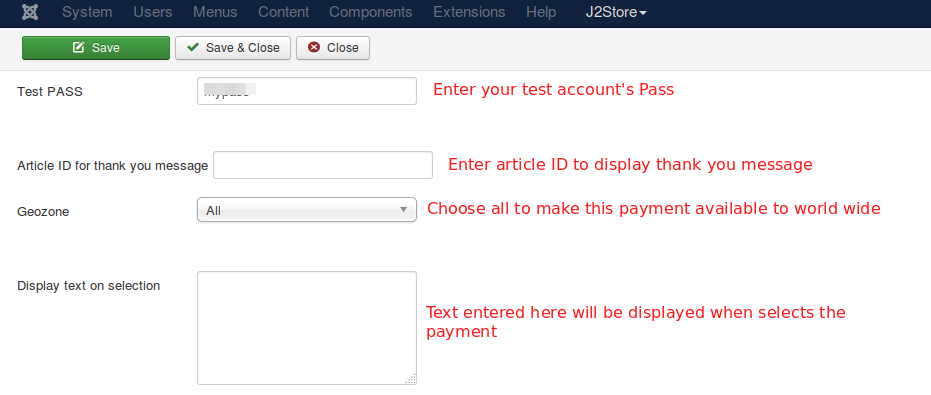 System Users Menus Content Components Extensions Help J2Store
Save Save & Close Close
Test PASS Enter your test account's Pass
Article ID for thank you message Enter article ID to display thank you message
Geozone All Choose all to make this payment available to world wide
Display text on selection
Text entered here will be displayed when selects the
payment